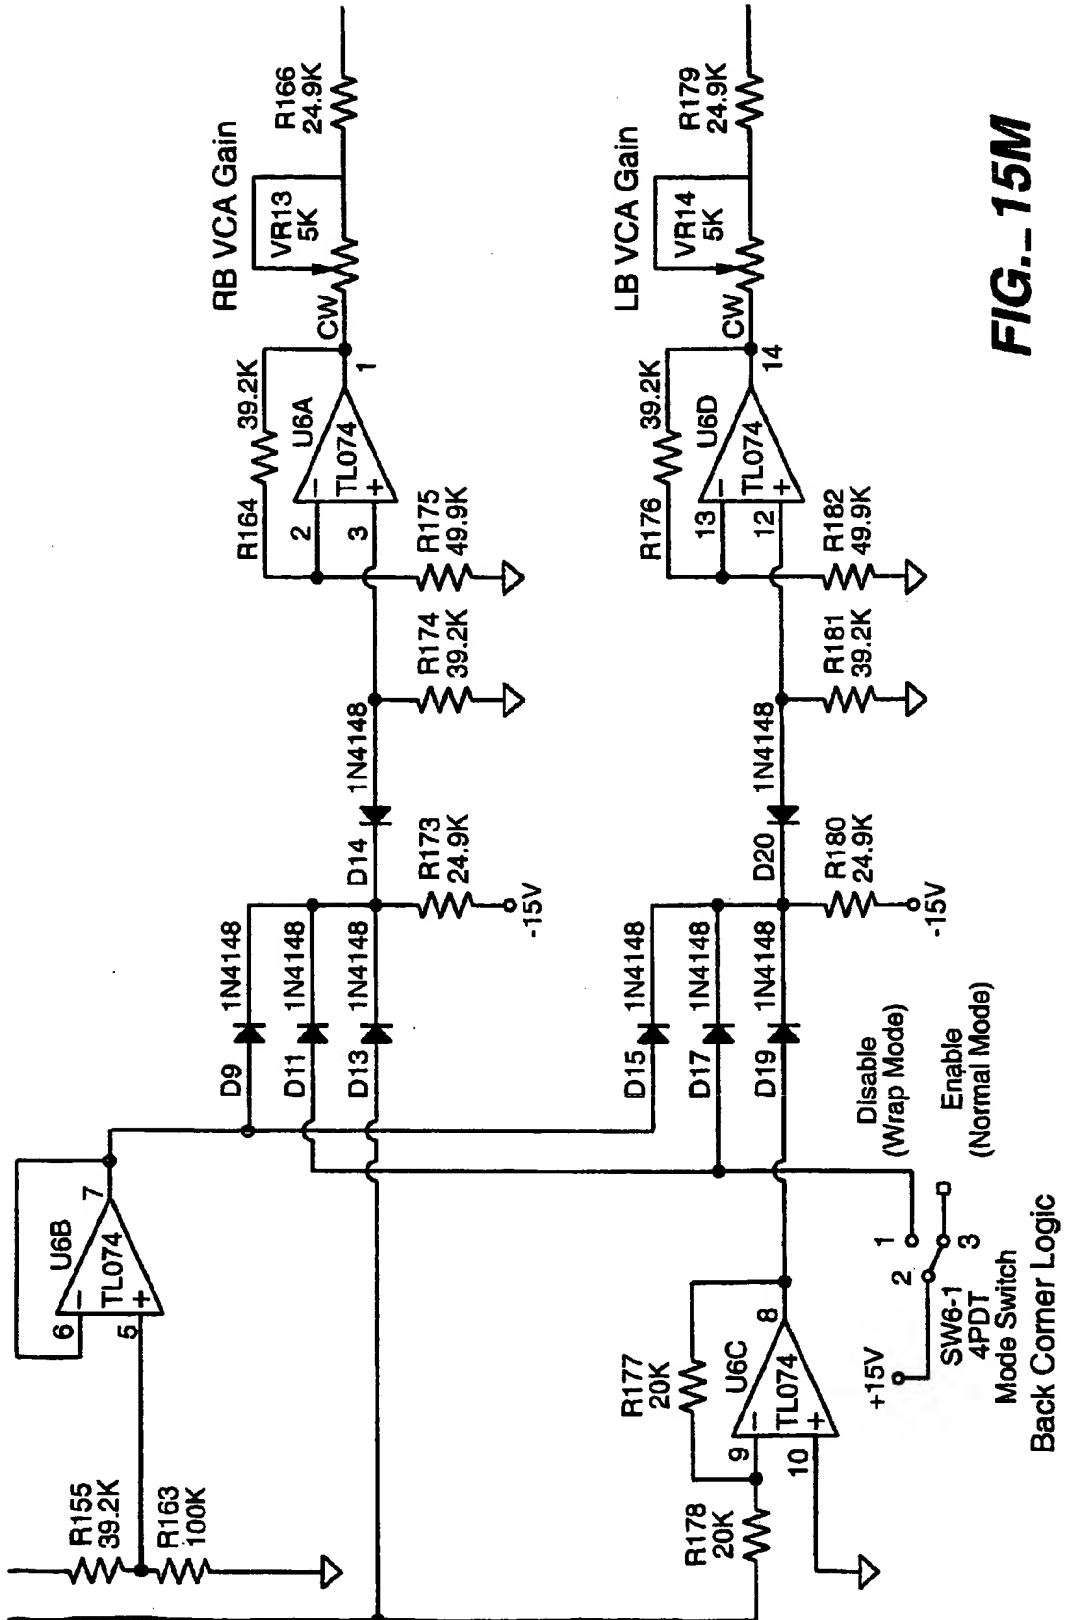 RB VCA Gain
R166
24.9K
VR13
5K
CW
R164
39.2K
U6A
TL074
2
3
1
−
+
R175
49.9K
R174
39.2K
1N4148
D14
R173
24.9K
-15V
D9
1N4148
D11
1N4148
D13
1N4148
U6B
TL074
6
5
7
−
+
R155
39.2K
R163
100K
LB VCA Gain
R179
24.9K
VR14
5K
CW
R176
39.2K
U6D
TL074
13
12
14
−
+
R182
49.9K
R181
39.2K
1N4148
D20
R180
24.9K
-15V
D15
1N4148
D17
1N4148
D19
1N4148
R177
20K
U6C
TL074
9
10
8
−
+
R178
20K
Disable
(Wrap Mode)
Enable
(Normal Mode)
1
2
3
+15V
SW6-1
4PDT
Mode Switch
Back Corner Logic
FIG._15M